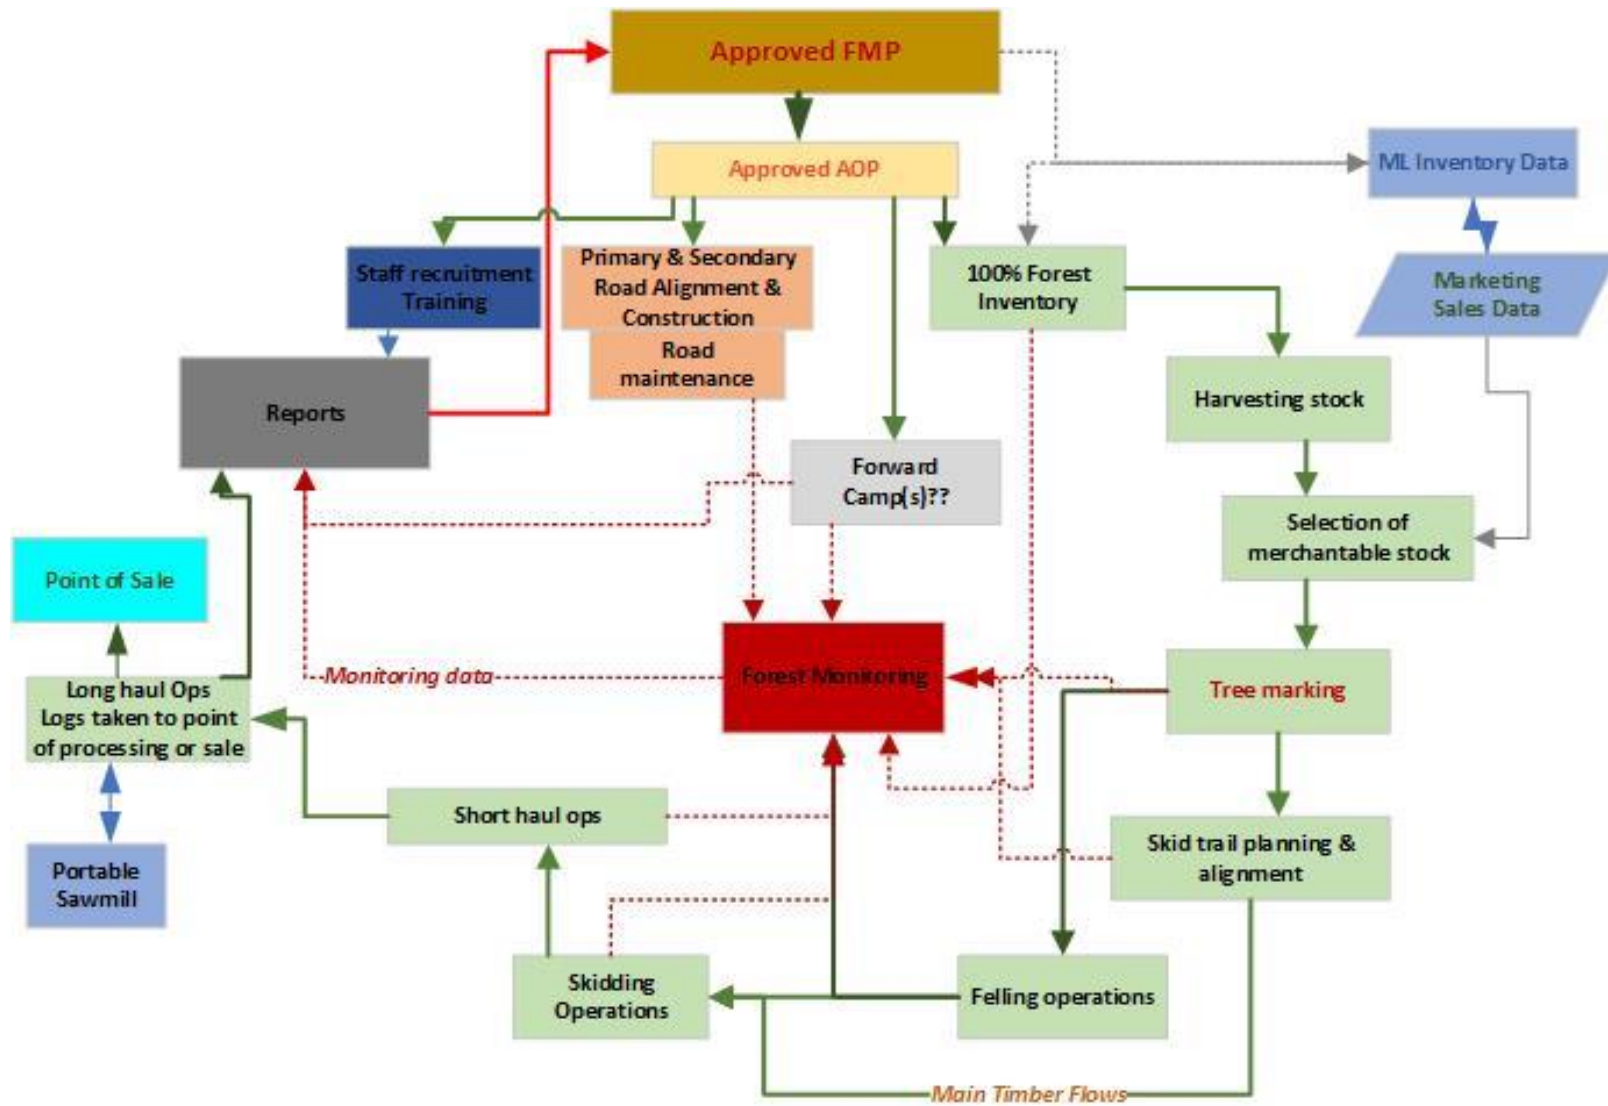 Approved FMP
Approved AOP
ML Inventory Data
Staff recruitment
Training
Primary & Secondary
Road Alignment &
Construction
100% Forest
Inventory
Marketing
Sales Data
Road
maintenance
Reports
Harvesting stock
Forward
Camp(s)??
Selection of
merchantable stock
Point of Sale
Monitoring data
Forest Monitoring
Tree marking
Long haul Ops
Logs taken to point
of processing or sale
Short haul ops
Skid trail planning &
alignment
Portable
Sawmill
Skidding
Operations
Felling operations
Main Timber Flows